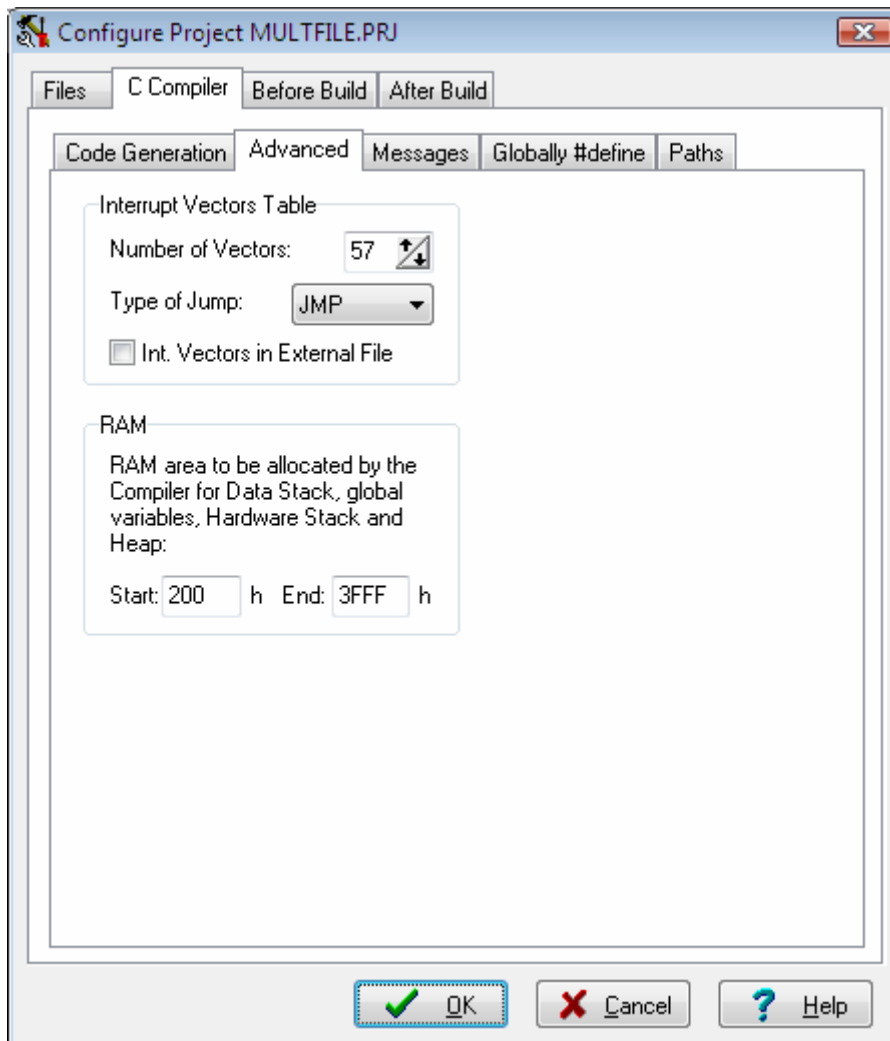 Configure Project MULTFILE.PRJ
Files C Compiler Before Build After Build
Code Generation Advanced Messages Globally #define Paths
Interrupt Vectors Table
Number of Vectors: 57
Type of Jump: JMP
Int. Vectors in External File
RAM
RAM area to be allocated by the
Compiler for Data Stack, global
variables, Hardware Stack and
Heap:
Start: 200 h End: 3FFF h
OK Cancel ? Help